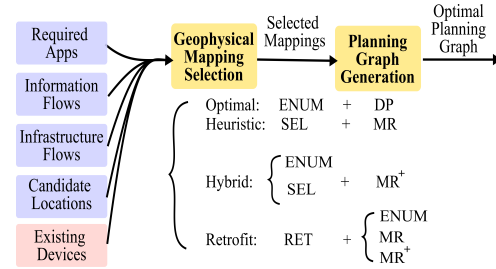 Required
Apps
Information
Flows
Infrastructure
Flows
Candidate
Locations
Existing
Devices
Geophysical
Mapping
Selection
Selected
Mappings
Planning
Graph
Generation
Optimal
Planning
Graph
Optimal: ENUM + DP
Heuristic: SEL + MR
Hybrid: ENUM
SEL + MR+
Retrofit: RET + ENUM
MR
MR+